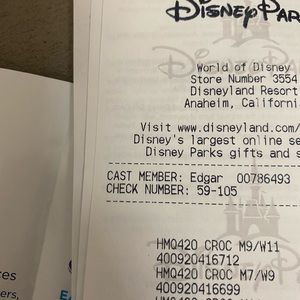 Disney Par
World of Disney
Store Number 3554
Disneyland Resort
Anaheim, California
Visit www.disneyland.com/
Disney's largest online se
Disney Parks gifts and s
CAST MEMBER: Edgar 00786493
CHECK NUMBER: 59-105
HMQ420 CROC M9/W11
400920416712
HMQ420 CROC M7/W9
400920416699